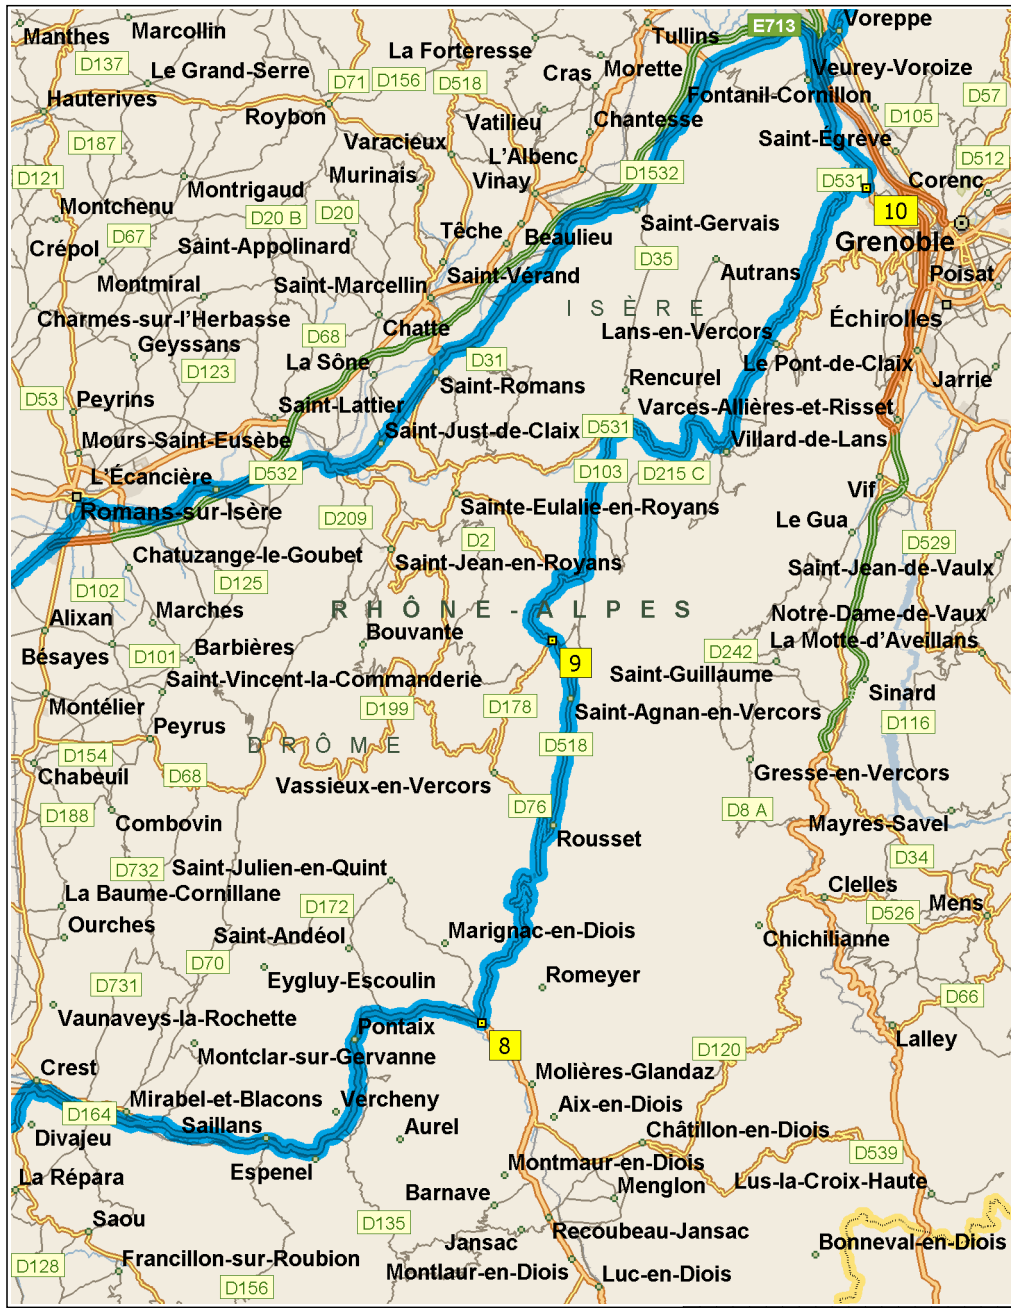 Manthes
Marcollin
La Forteresse
Tullins
E713
Voreppe
D137
Le Grand-Serre
D71
D156
D518
Cras
Morette
Veurey-Voroize
Hauterives
Roybon
Vatilieu
Chantesse
Fontanil-Cornillon
D57
D105
D187
Varacieux
L'Albenc
Saint-Égrève
D512
D121
Montrigaud
Murinais
Vinay
D1532
D531
Corenc
Montchenu
D20 B
D20
10
D67
Têche
Beaulieu
Saint-Gervais
Grenoble
Crépol
Saint-Appolinard
D35
Autrans
Poisat
Montmiral
Saint-Marcellin
Saint-Vérand
ISÈRE
Charmes-sur-l'Herbasse
Chatte
Lans-en-Vercors
Échirolles
Geyssans
D68
D31
La Sône
Le Pont-de-Claix
D123
Saint-Romans
Rencurel
Jarrie
D53
Peyrins
Saint-Lattier
Varces-Allières-et-Risset
Mours-Saint-Eusèbe
Saint-Just-de-Claix
D531
Villard-de-Lans
L'Écancière
D532
D103
D215 C
Vif
Romans-sur-Isère
D209
Sainte-Eulalie-en-Royans
Le Gua
Chatuzange-le-Goubet
D2
Saint-Jean-en-Royans
D529
Saint-Jean-de-Vaulx
D102
D125
Alixan
Marches
RHÔNE-ALPES
Notre-Dame-de-Vaux
Bouvante
La Motte-d'Aveillans
Bésayes
D101
Barbières
9
D242
Saint-Guillaume
Saint-Vincent-la-Commanderie
Sinard
Montélier
D199
D178
Saint-Agnan-en-Vercors
D116
Peyrus
DRÔME
D518
D154
Chabeuil
D68
Vassieux-en-Vercors
Gresse-en-Vercors
D188
Combovin
D76
Rousset
D8 A
Mayres-Savel
D732
Saint-Julien-en-Quint
D34
La Baume-Cornillane
Clelles
D172
D526
Mens
Ourches
Saint-Andéol
Marignac-en-Diois
Chichilianne
D70
Eygluy-Escoulin
Romeyer
D731
D66
Vaunaveys-la-Rochette
Pontaix
8
Lalley
Montclar-sur-Gervanne
D120
Crest
Molières-Glandaz
Mirabel-et-Blacons
Vercheny
Aix-en-Diois
D164
Saillans
Aurel
Châtillon-en-Diois
Divajeu
D539
Espenel
Montmaur-en-Diois
La Répara
Barnave
Menglon
Lus-la-Croix-Haute
Saou
D135
Recoubeau-Jansac
Jansac
Bonneval-en-Diois
D128
Francillon-sur-Roubion
Montlaur-en-Diois
Luc-en-Diois
D156